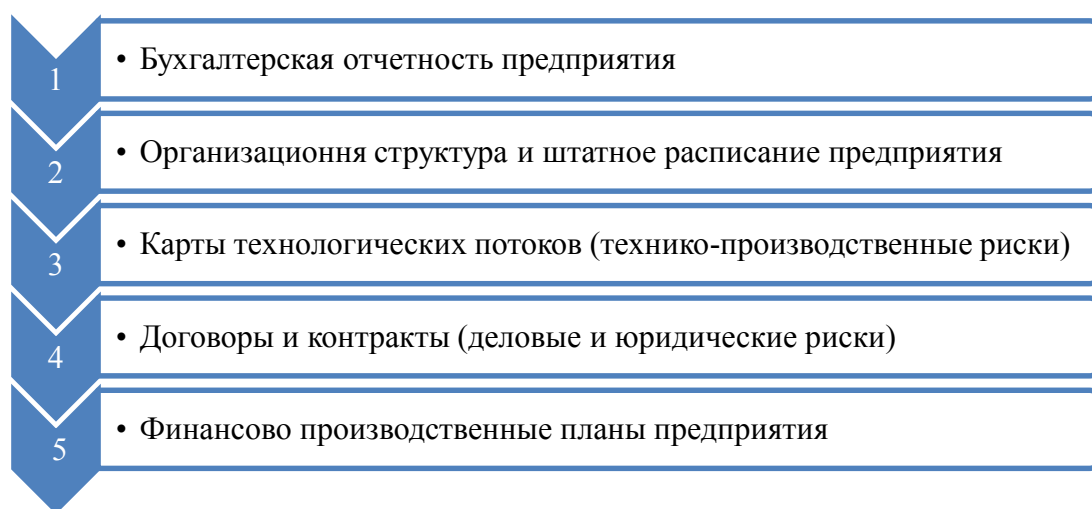 1
• Бухгалтерская отчетность предприятия
2
• Организационня структура и штатное расписание предприятия
3
• Карты технологических потоков (технико-производственные риски)
4
• Договоры и контракты (деловые и юридические риски)
5
• Финансово производственные планы предприятия